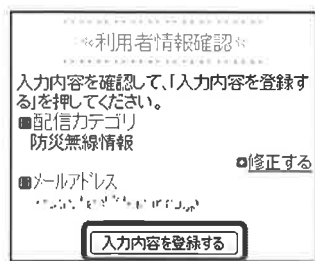 利用者情報確認
入力内容を確認して、「入力内容を登録す
る」を押してください。
■配信カテゴリ
防災無線情報
修正する
■メールアドレス
入力内容を登録する